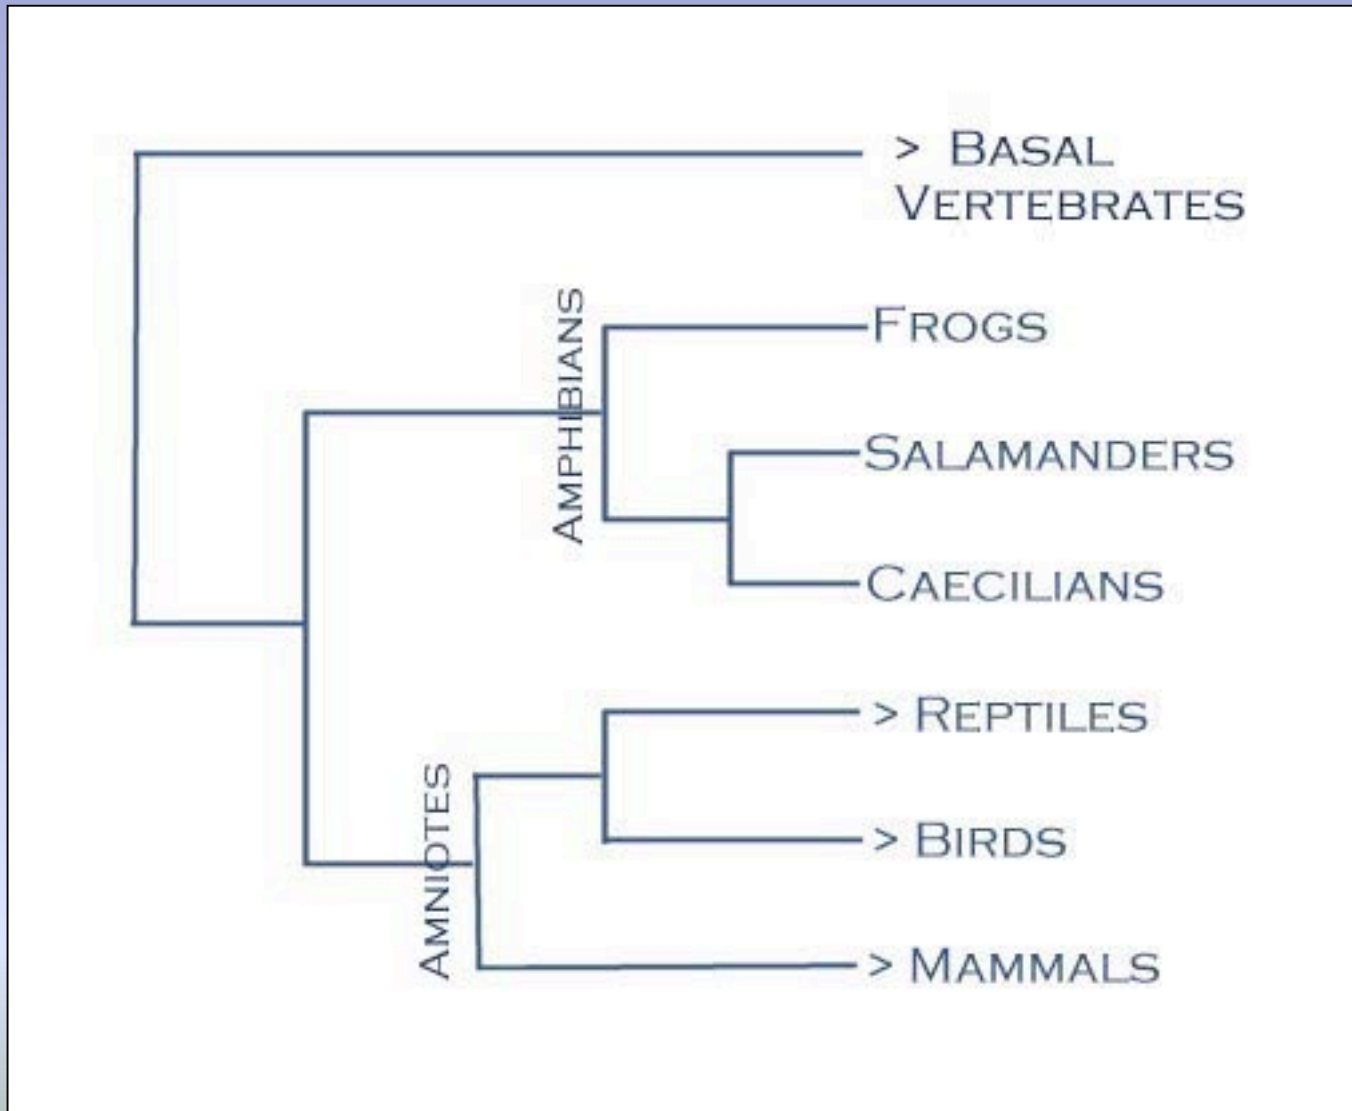 > BASAL
VERTEBRATES
AMPHIBIANS
FROGS
SALAMANDERS
CAECILIANS
AMNIOTES
> REPTILES
> BIRDS
> MAMMALS